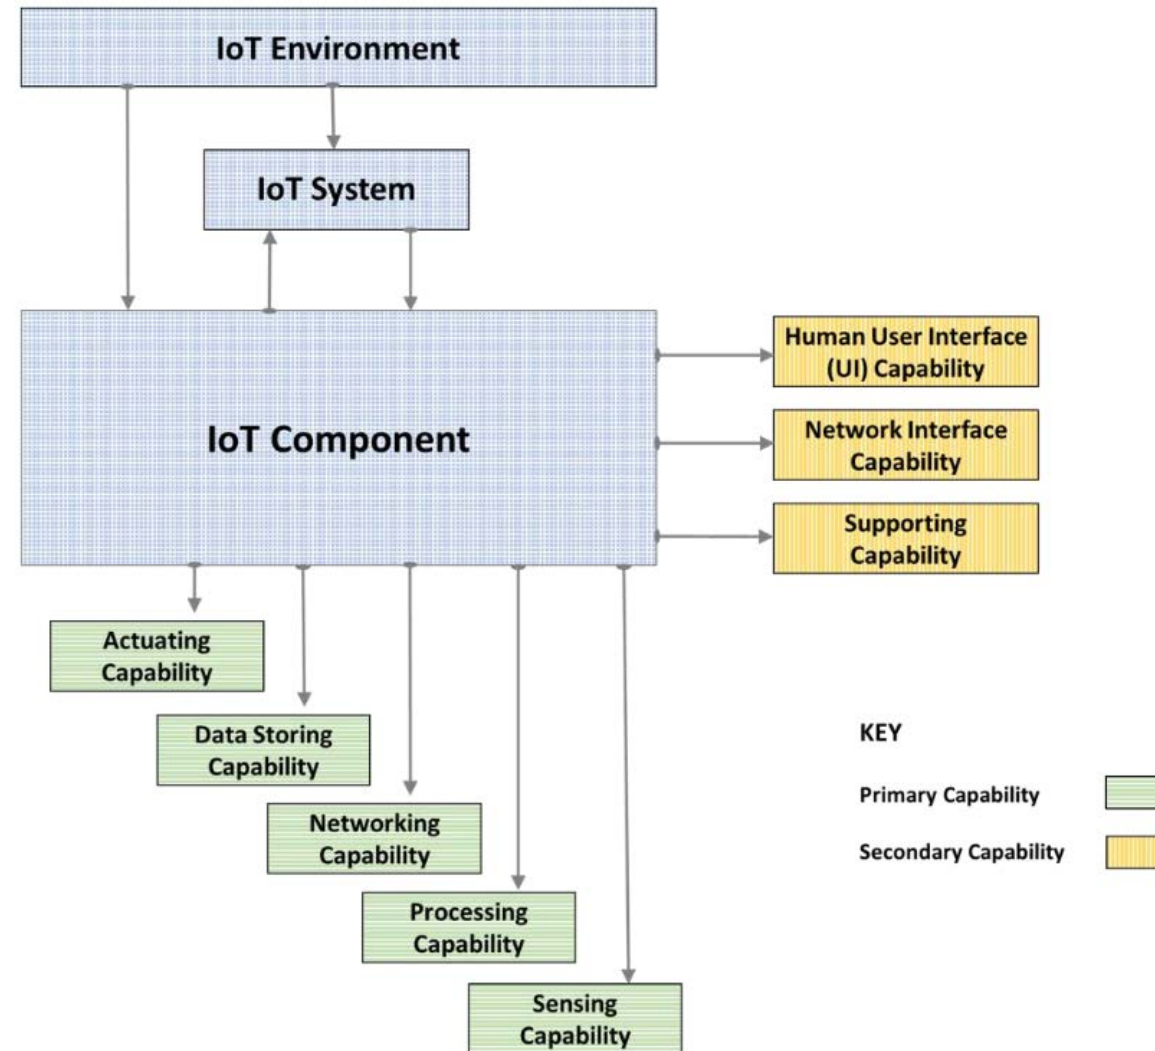 IoT Environment
IoT System
IoT Component
Human User Interface
(UI) Capability
Network Interface
Capability
Supporting
Capability
Actuating
Capability
Data Storing
Capability
Networking
Capability
Processing
Capability
Sensing
Capability
KEY
Primary Capability
Secondary Capability